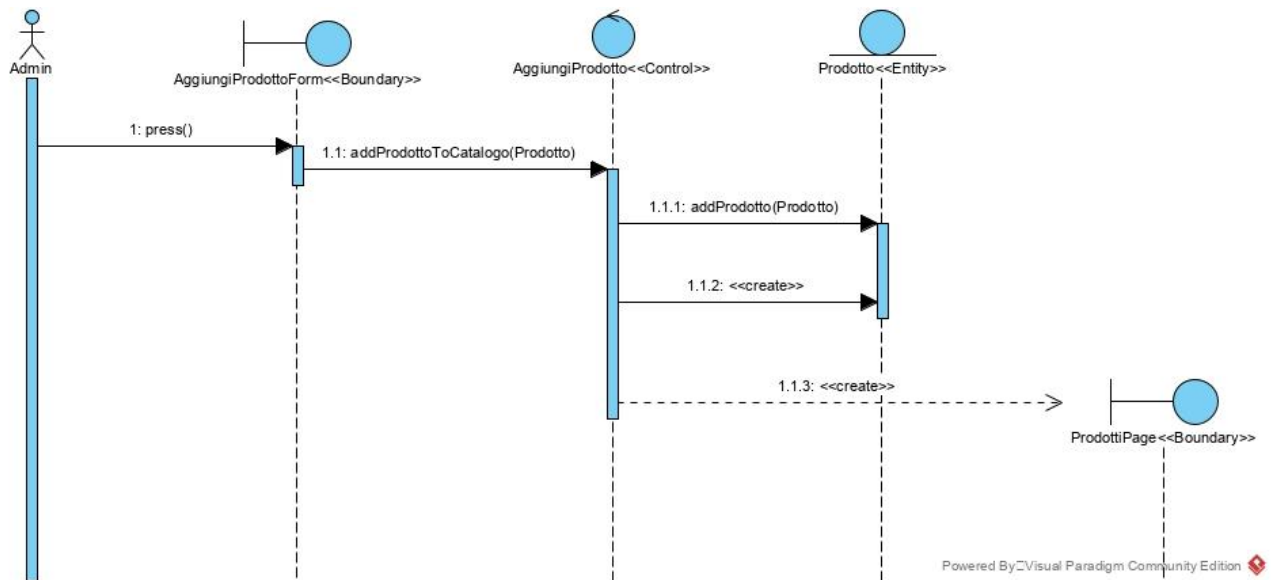 Admin
AggiungiProdottoForm<<Boundary>>
AggiungiProdotto<<Control>>
Prodotto<<Entity>>
1: press()
1.1: addProdottoToCatalogo(Prodotto)
1.1.1: addProdotto(Prodotto)
1.1.2: <<create>>
1.1.3: <<create>>
ProdottiPage<<Boundary>>
Powered By Visual Paradigm Community Edition